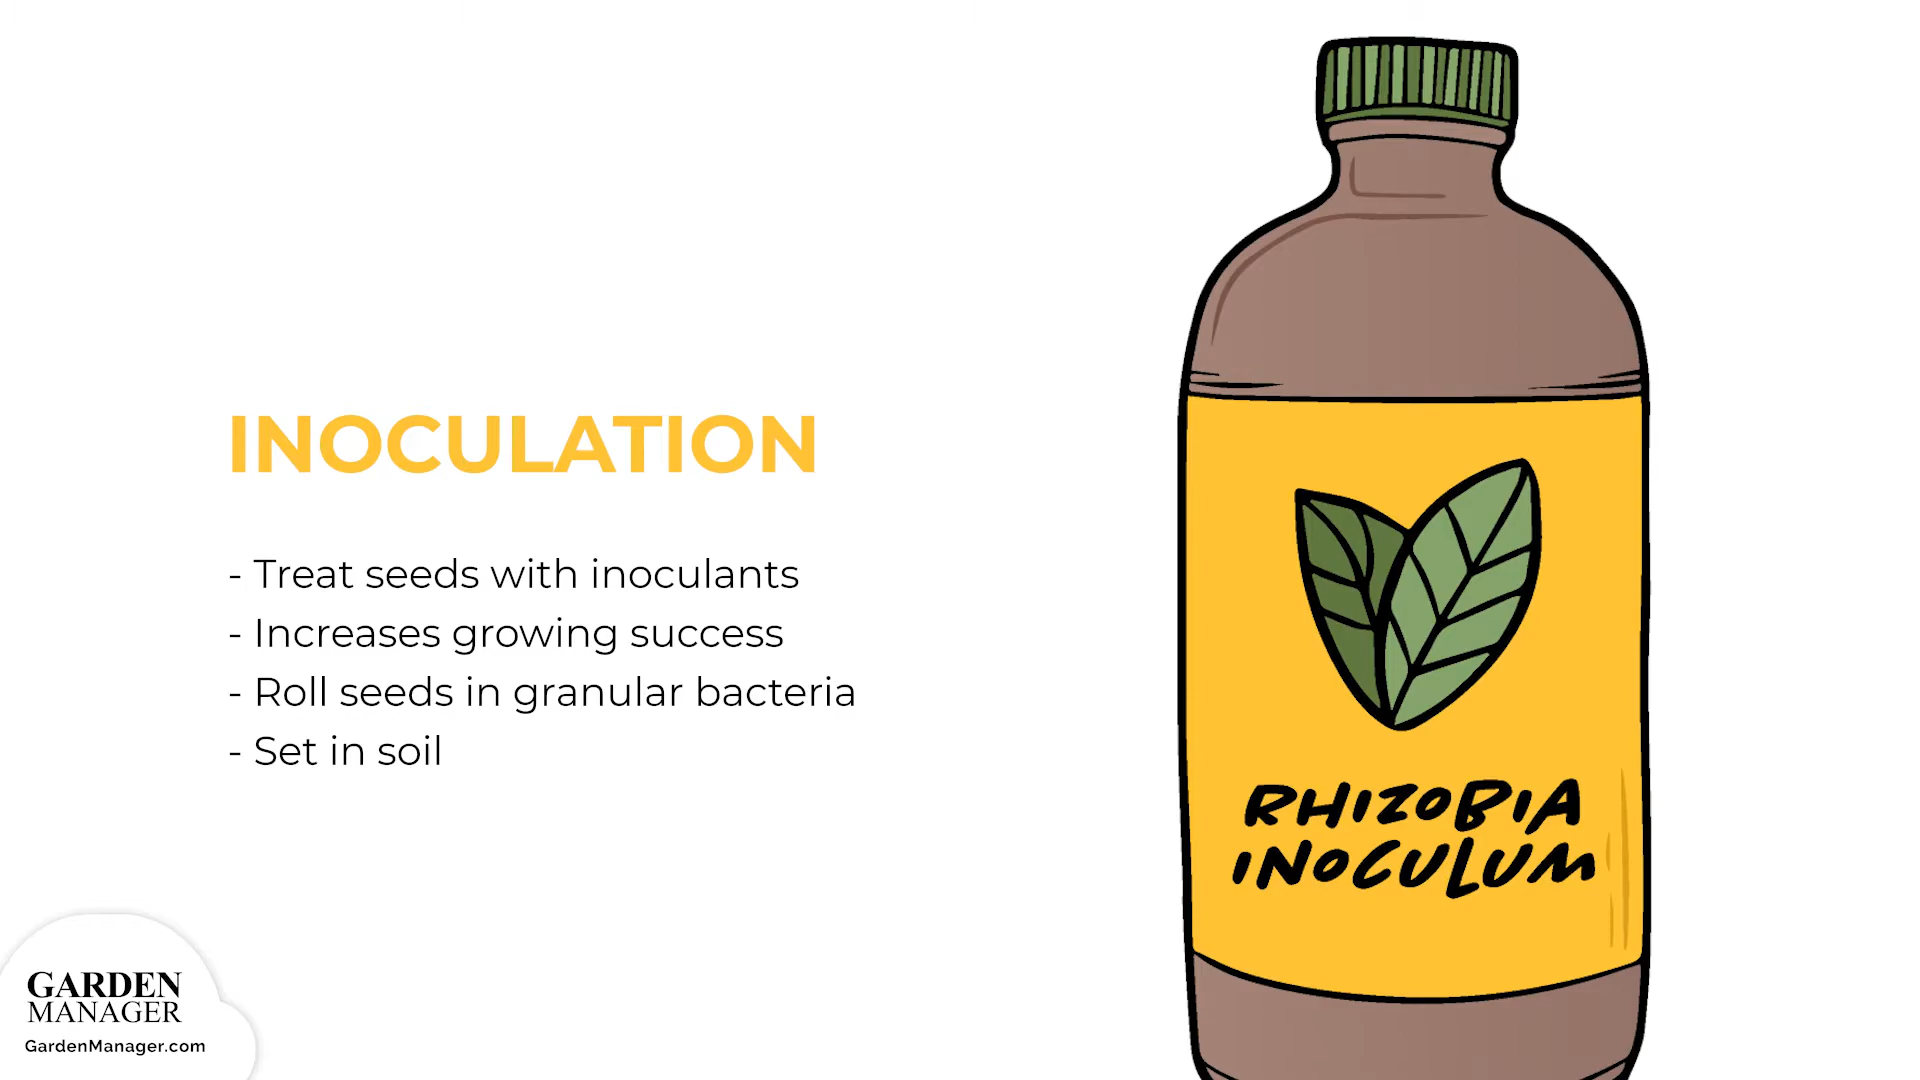 INOCULATION
- Treat seeds with inoculants
- Increases growing success
- Roll seeds in granular bacteria
- Set in soil
RHIZOBIA
INOCULUM
GARDEN
MANAGER
GardenManager.com